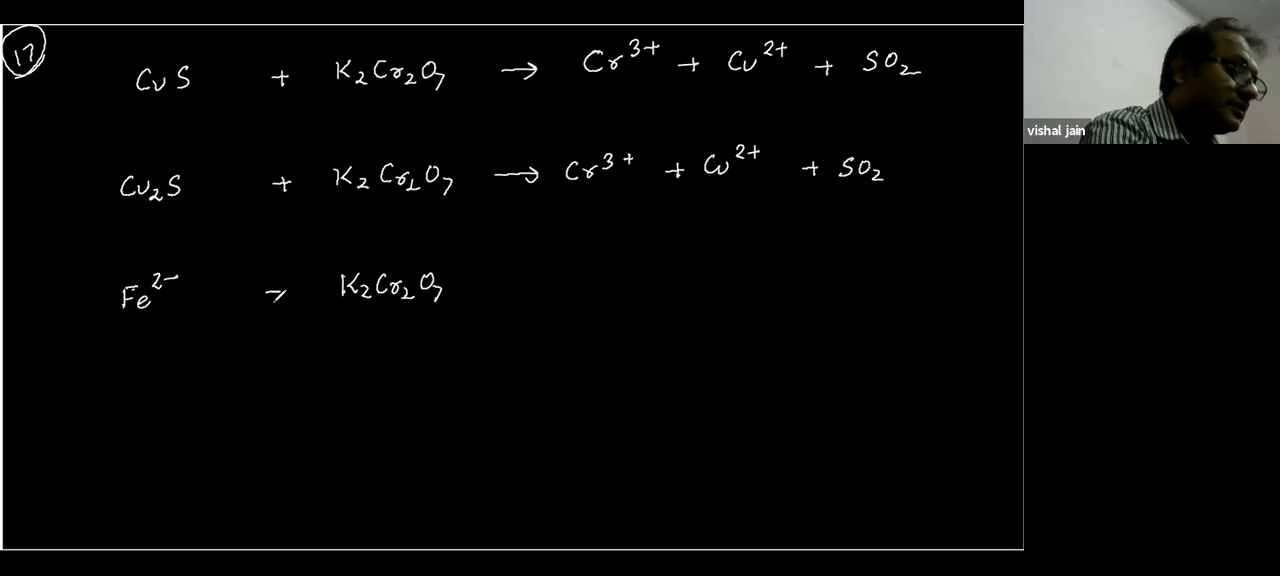 17
CuS + K₂Cr₂O₇ → Cr³⁺ + Cu²⁺ + SO₂
vishal jain
Cu₂S + K₂Cr₂O₇ → Cr³⁺ + Cu²⁺ + SO₂
Fe²⁻ K₂Cr₂O₇